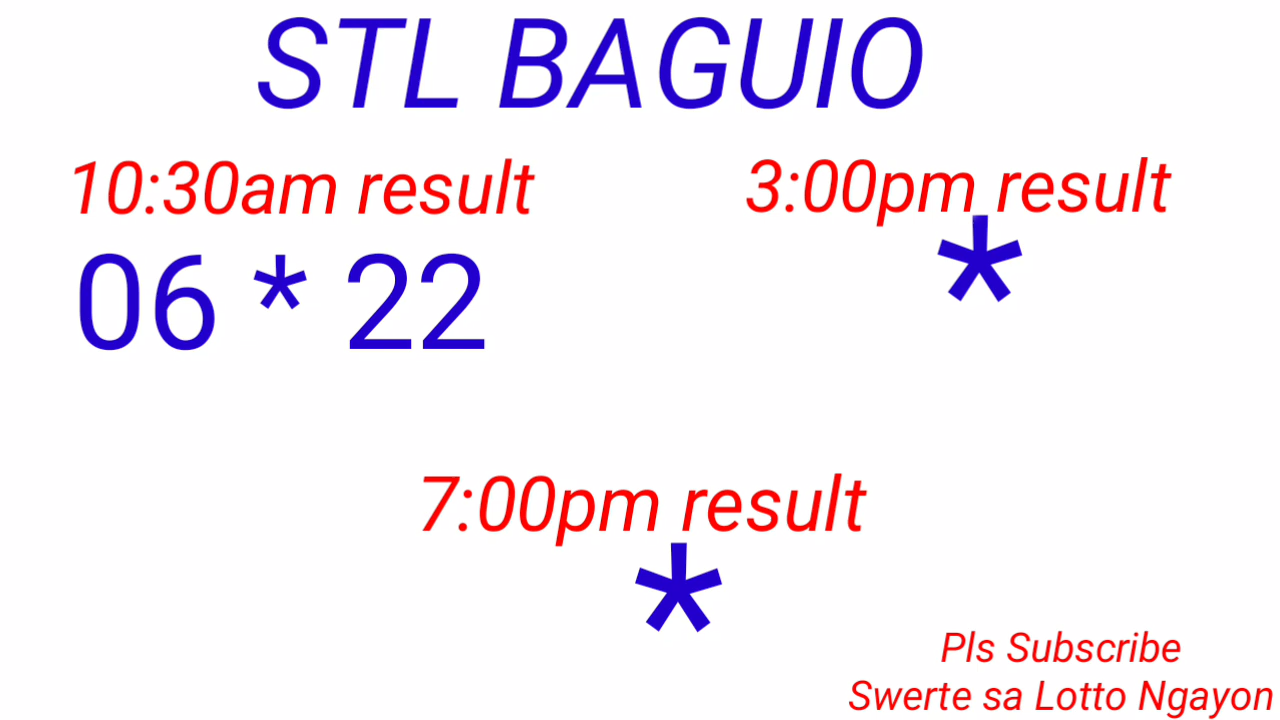 STL BAGUIO
10:30am result
3:00pm result
06 * 22
*
7:00pm result
*
Pls Subscribe
Swerte sa Lotto Ngayon